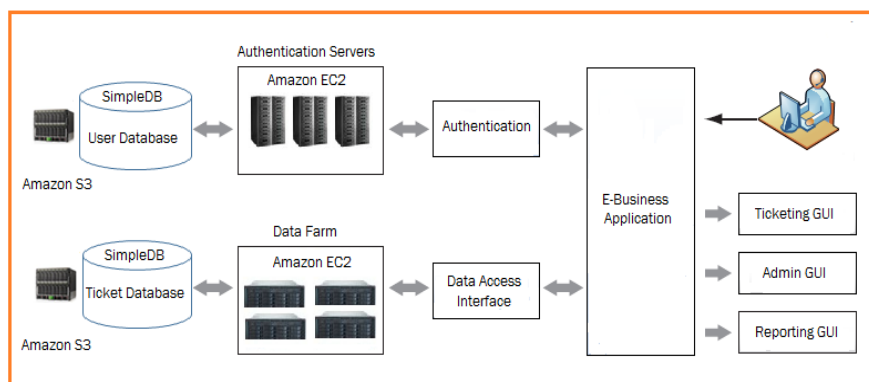 Authentication Servers
SimpleDB
User Database
Amazon S3
Amazon EC2
Authentication
E-Business
Application
Data Farm
SimpleDB
Ticket Database
Amazon S3
Amazon EC2
Data Access
Interface
Ticketing GUI
Admin GUI
Reporting GUI